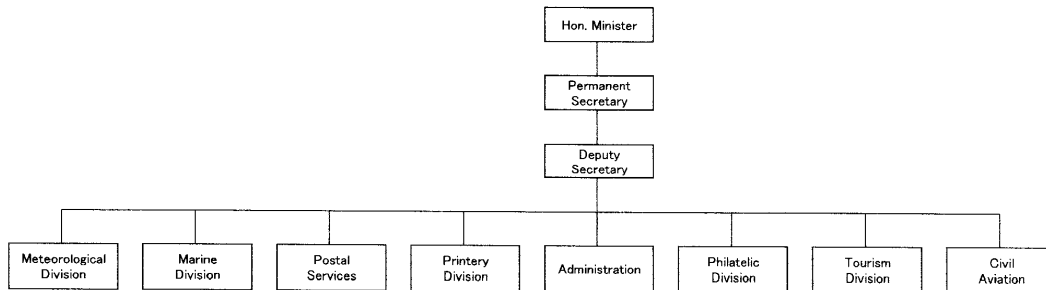 Hon. Minister
Permanent
Secretary
Deputy
Secretary
Meteorological
Division
Marine
Division
Postal
Services
Printery
Division
Administration
Philatelic
Division
Tourism
Division
Civil
Aviation